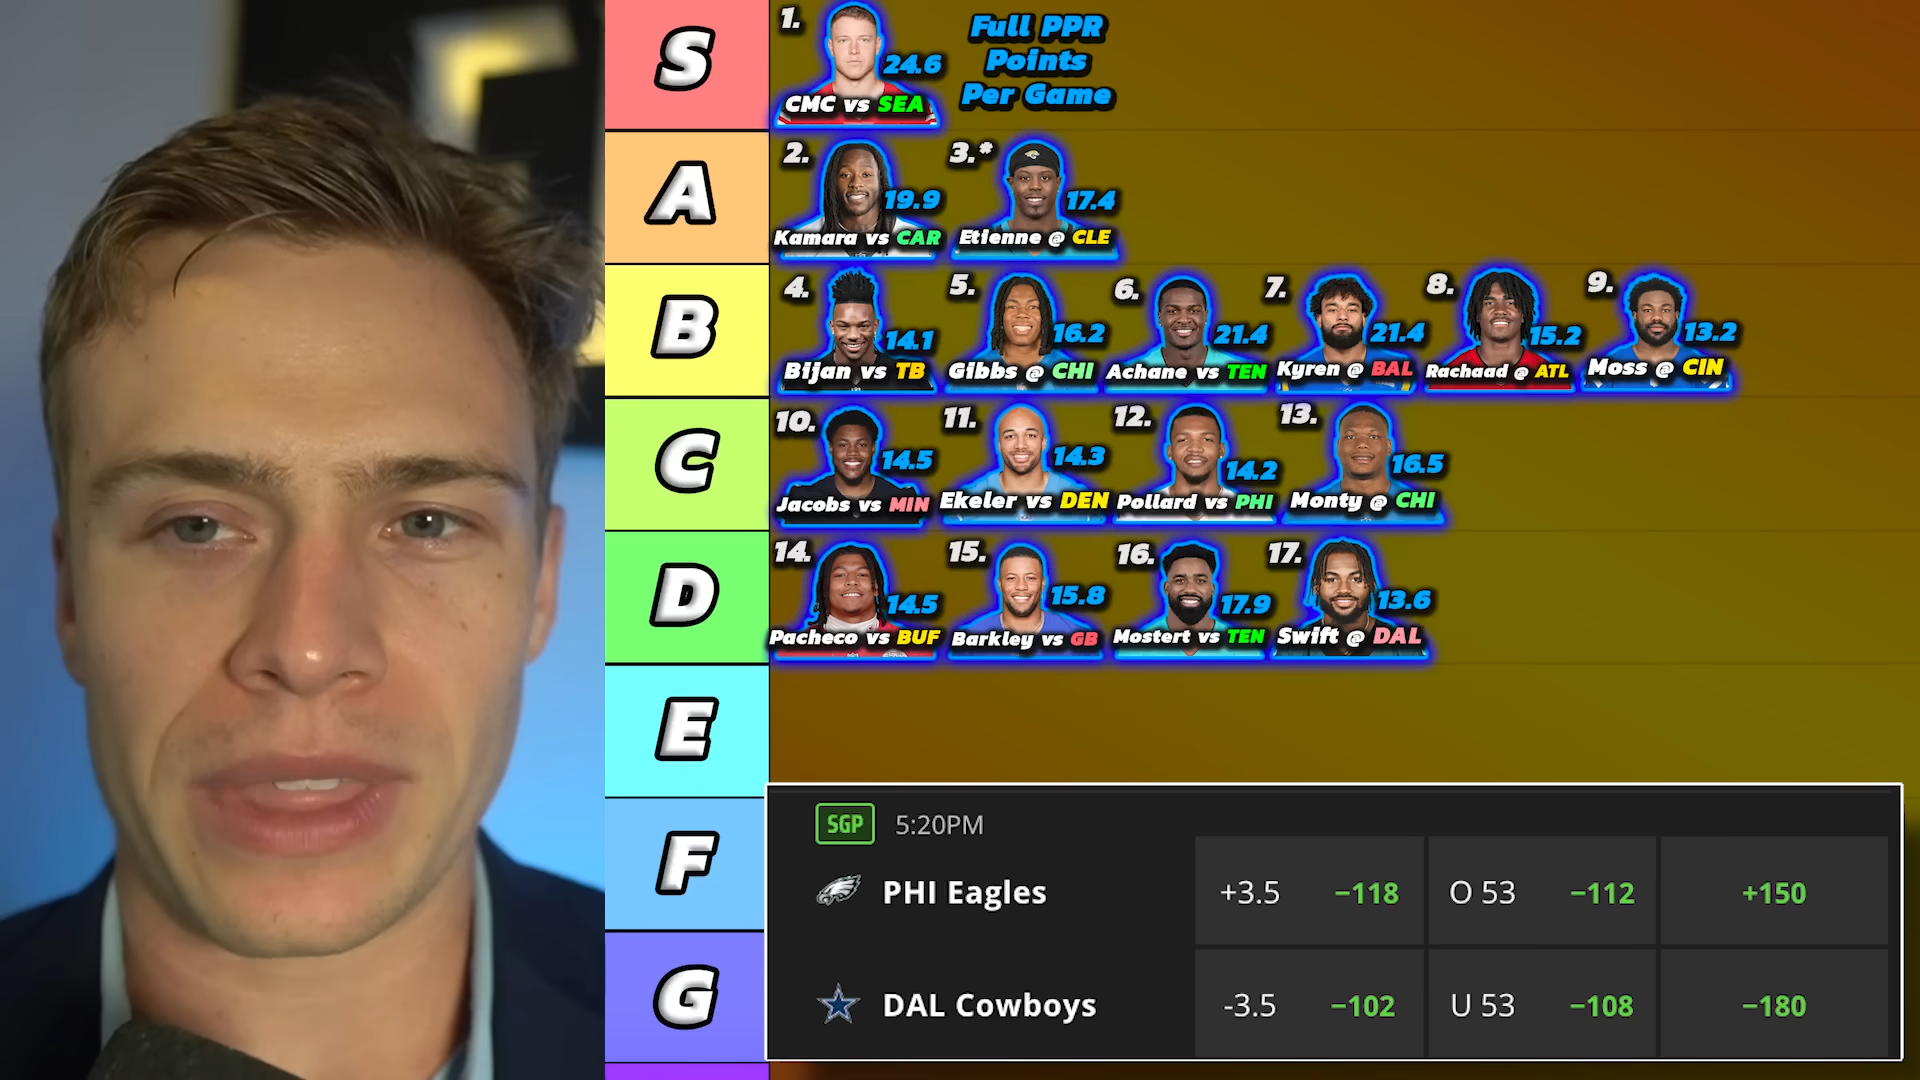 S
1.
24.6
CMC vs SEA
Full PPR
Points
Per Game
A
2.
19.9
Kamara vs CAR
3.*
17.4
Etienne @ CLE
B
4.
14.1
Bijan vs TB
5.
16.2
Gibbs @ CHI
6.
21.4
Achane vs TEN
7.
21.4
Kyren @ BAL
8.
15.2
Rachaad @ ATL
9.
13.2
Moss @ CIN
C
10.
14.5
Jacobs vs MIN
11.
14.3
Ekeler vs DEN
12.
14.2
Pollard vs PHI
13.
16.5
Monty @ CHI
D
14.
14.5
Pacheco vs BUF
15.
15.8
Barkley vs GB
16.
17.9
Mostert vs TEN
17.
13.6
Swift @ DAL
E
F
G
SGP 5:20PM
PHI Eagles +3.5 −118 O 53 −112 +150
DAL Cowboys -3.5 −102 U 53 −108 −180